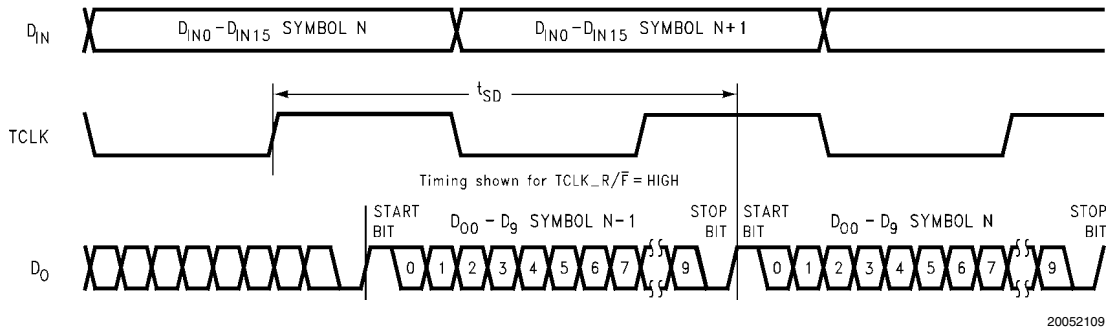 D_IN D_IN0-D_IN15 SYMBOL N D_IN0-D_IN15 SYMBOL N+1
t_SD
TCLK
Timing shown for TCLK_R/F̅ = HIGH
START BIT D_00 - D_9 SYMBOL N-1 STOP BIT START BIT D_00 - D_9 SYMBOL N STOP BIT
D_O 0 1 2 3 4 5 6 7 9 0 1 2 3 4 5 6 7 9
20052109